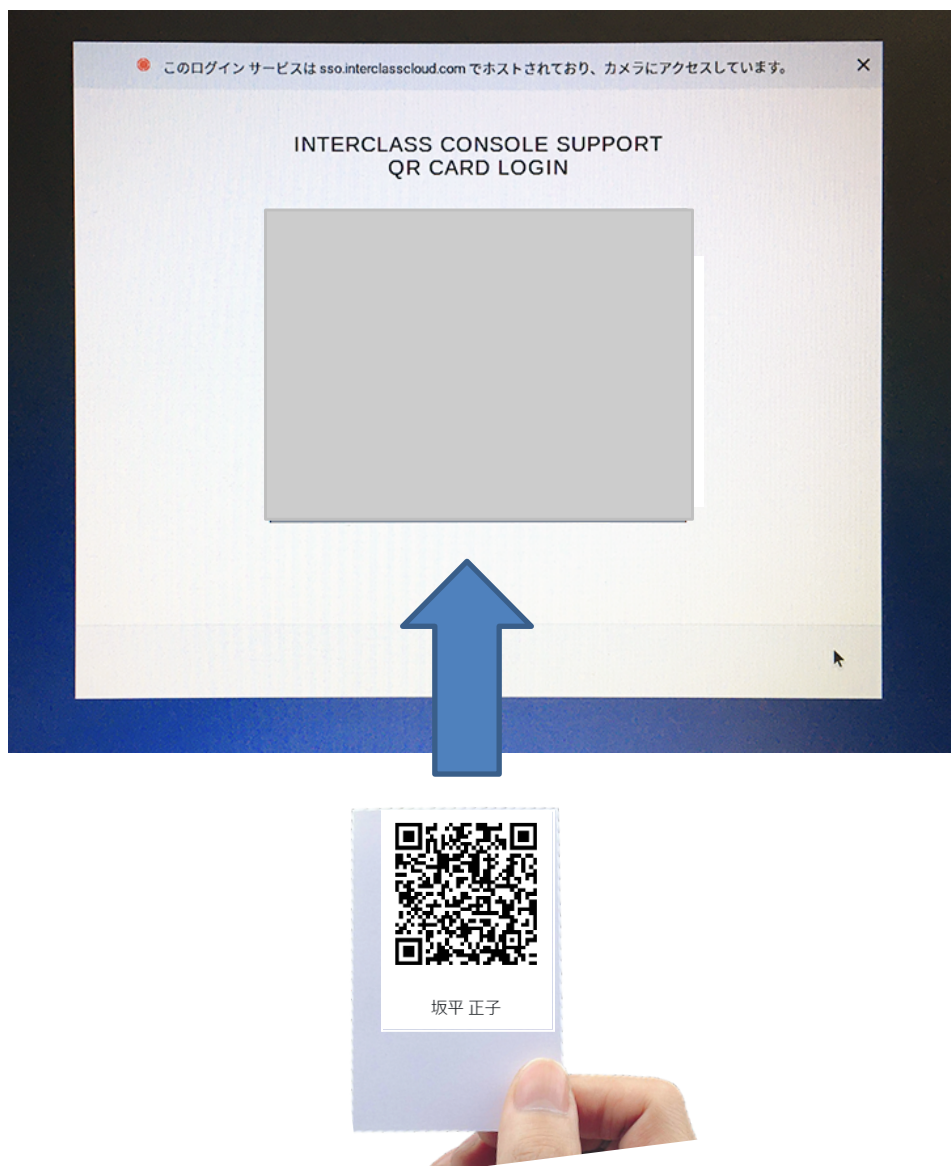 このログイン サービスは sso.interclasscloud.com でホストされており、カメラにアクセスしています。
INTERCLASS CONSOLE SUPPORT
QR CARD LOGIN
坂平 正子